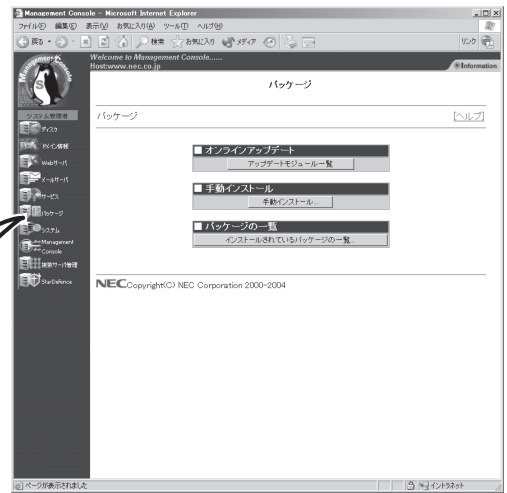 Management Console - Microsoft Internet Explorer
ファイル(F) 編集(E) 表示(V) お気に入り(A) ツール(T) ヘルプ(H)
戻る 検索 お気に入り メディア リンク
Welcome to Management Console......
Host:www.nec.co.jp
Information
Management Console
システム管理者
ディスク
ドメイン情報
Webサーバ
メールサーバ
サービス
パッケージ
システム
Management
Console
複数サーバ管理
StarDefence
パッケージ
パッケージ [ヘルプ]
■ オンラインアップデート
アップデートモジュール一覧
■ 手動インストール
手動インストール...
■ パッケージの一覧
インストールされているパッケージの一覧...
NEC Copyright(C) NEC Corporation 2000-2004
ページが表示されました
イントラネット